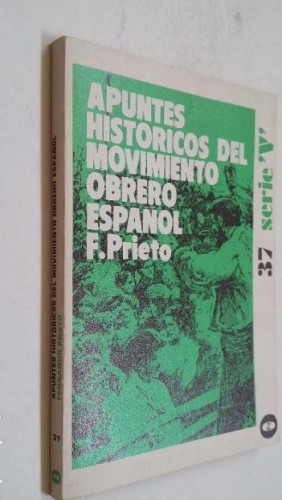 APUNTES
HISTORICOS DEL
MOVIMIENTO
OBRERO
ESPAÑOL
F. Prieto
37 serie 'V'
APUNTES HISTORICOS DEL MOVIMIENTO OBRERO ESPAÑOL
FERNANDO PRIETO
37